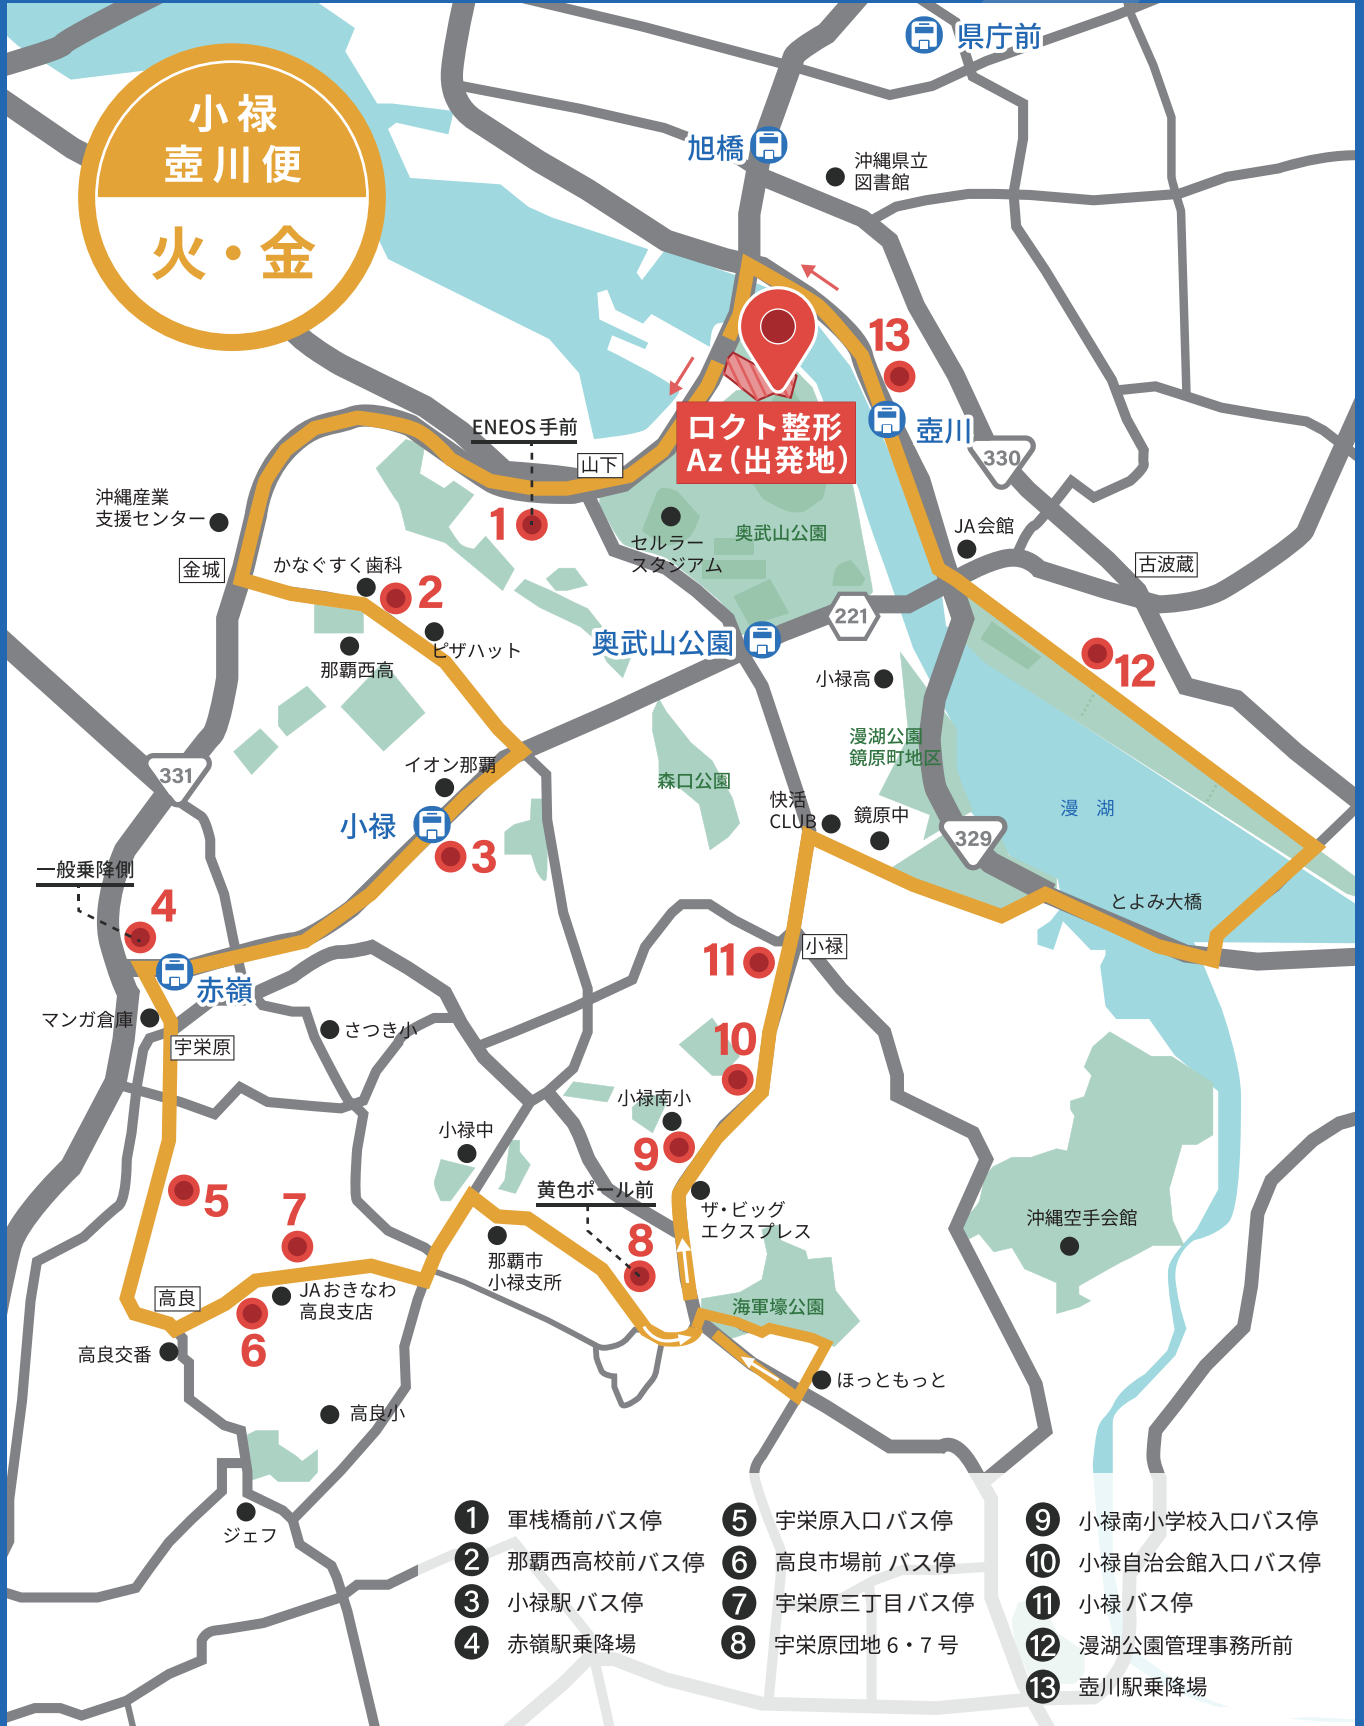 小禄
壺川便
火・金
県庁前
旭橋
沖縄県立
図書館
13
壺川
330
ロクト整形
Az（出発地）
ENEOS手前
山下
1
沖縄産業
支援センター
金城
かなぐすく歯科
2
ピザハット
那覇西高
セルラー
スタジアム
奥武山公園
JA会館
古波蔵
221
奥武山公園
小禄高
12
漫湖公園
鏡原町地区
森口公園
漫 湖
331
イオン那覇
小禄
3
快活
CLUB
鏡原中
329
とよみ大橋
一般乗降側
4
赤嶺
マンガ倉庫
宇栄原
さつき小
小禄
11
10
小禄南小
9
小禄中
黄色ポール前
8
ザ・ビッグ
エクスプレス
沖縄空手会館
5
7
那覇市
小禄支所
JAおきなわ
高良支店
高良
6
高良交番
海軍壕公園
ほっともっと
高良小
ジェフ
1 軍桟橋前バス停
2 那覇西高校前バス停
3 小禄駅バス停
4 赤嶺駅乗降場
5 宇栄原入口バス停
6 高良市場前 バス停
7 宇栄原三丁目バス停
8 宇栄原団地6・7号
9 小禄南小学校入口バス停
10 小禄自治会館入口バス停
11 小禄バス停
12 漫湖公園管理事務所前
13 壺川駅乗降場